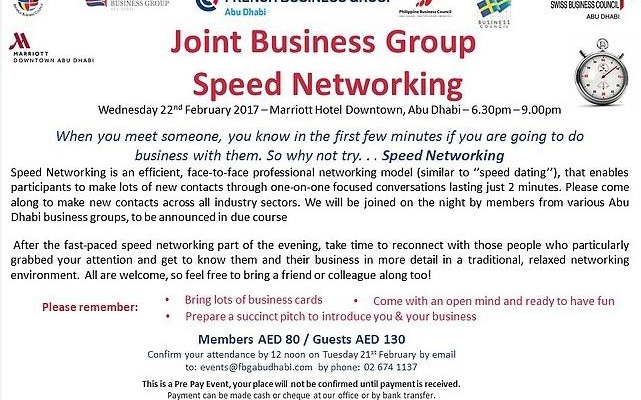 BUSINESS GROUP
FRENCH BUSINESS GROUP
Abu Dhabi
Philippine Business Council
BUSINESS
COUNCIL
SWISS BUSINESS COUNCIL
ABU DHABI
MARRIOTT
DOWNTOWN ABU DHABI
Joint Business Group
Speed Networking
Wednesday 22nd February 2017 – Marriott Hotel Downtown, Abu Dhabi – 6.30pm – 9.00pm
When you meet someone, you know in the first few minutes if you are going to do
business with them. So why not try. . . Speed Networking
Speed Networking is an efficient, face-to-face professional networking model (similar to ‘‘speed dating’’), that enables
participants to make lots of new contacts through one-on-one focused conversations lasting just 2 minutes. Please come
along to make new contacts across all industry sectors. We will be joined on the night by members from various Abu
Dhabi business groups, to be announced in due course
After the fast-paced speed networking part of the evening, take time to reconnect with those people who particularly
grabbed your attention and get to know them and their business in more detail in a traditional, relaxed networking
environment. All are welcome, so feel free to bring a friend or colleague along too!
Please remember:
• Bring lots of business cards
• Come with an open mind and ready to have fun
• Prepare a succinct pitch to introduce you & your business
Members AED 80 / Guests AED 130
Confirm your attendance by 12 noon on Tuesday 21st February by email
to: events@fbgabudhabi.com by phone: 02 674 1137
This is a Pre Pay Event, your place will not be confirmed until payment is received.
Payment can be made cash or cheque at our office or by bank transfer.